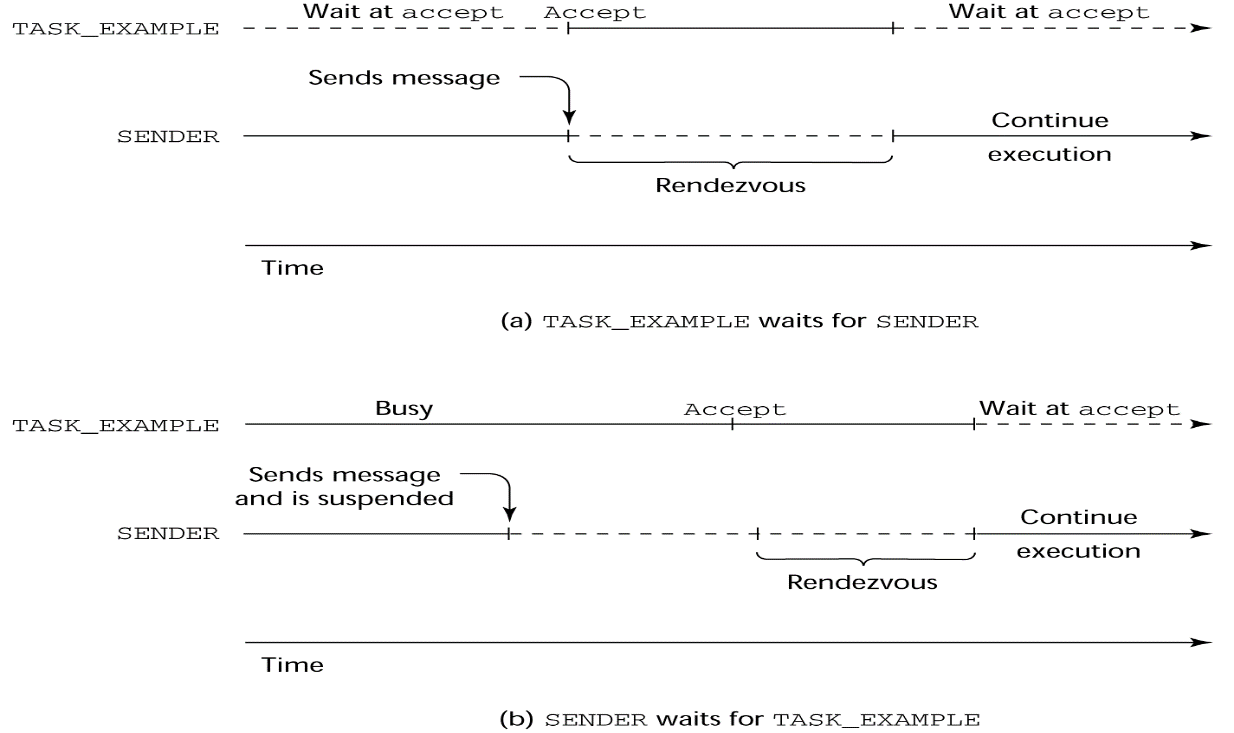 Wait at accept Accept Wait at accept
TASK_EXAMPLE
Sends message
SENDER
Continue
execution
Rendezvous
Time
(a) TASK_EXAMPLE waits for SENDER
Busy Accept Wait at accept
TASK_EXAMPLE
Sends message
and is suspended
SENDER
Continue
execution
Rendezvous
Time
(b) SENDER waits for TASK_EXAMPLE